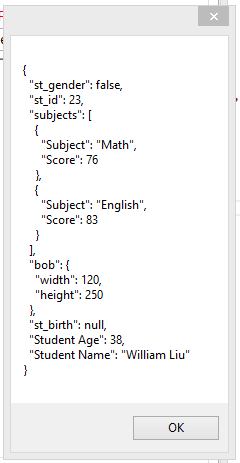 {
"st_gender": false,
"st_id": 23,
"subjects": [
{
"Subject": "Math",
"Score": 76
},
{
"Subject": "English",
"Score": 83
}
],
"bob": {
"width": 120,
"height": 250
},
"st_birth": null,
"Student Age": 38,
"Student Name": "William Liu"
}
OK